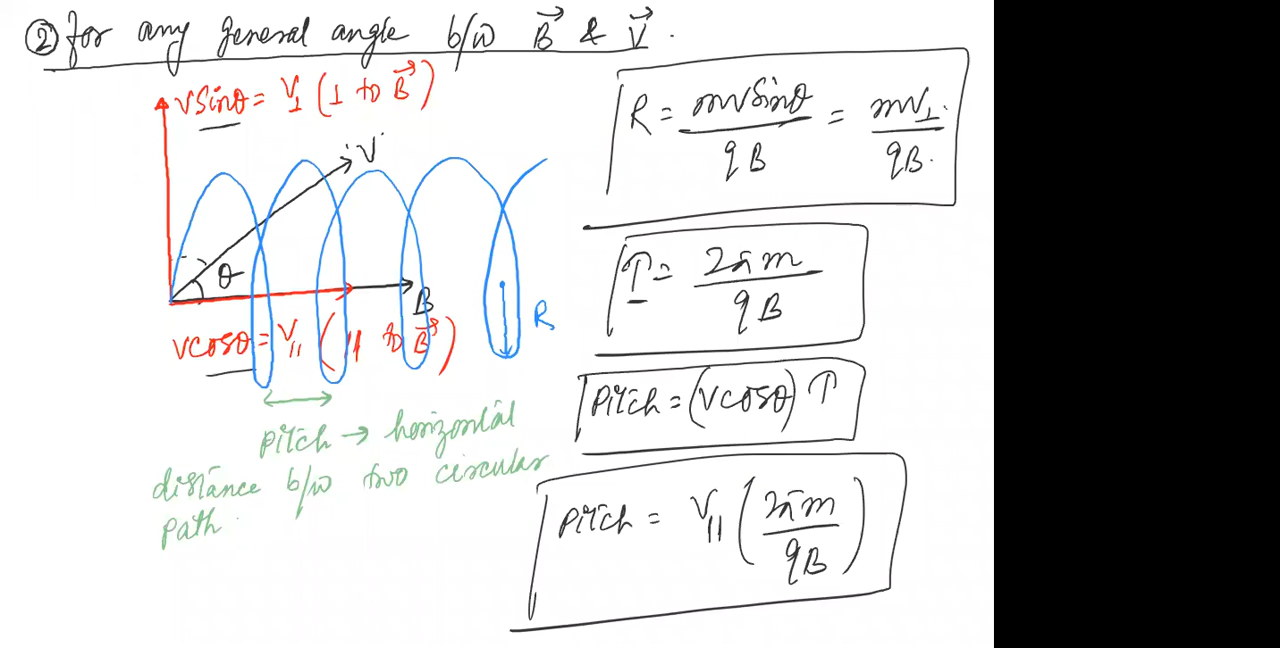 ② for any general angle b/w B⃗ & V⃗.
vsinθ = V⊥ (⊥ to B⃗)
V
θ
B
R
vcosθ = V∥ (∥ to B⃗)
pitch → horizontal
distance b/w two circular
path.
R = mvsinθ / qB = mv⊥ / qB.
T = 2πm / qB
Pitch = (vcosθ) T
Pitch = V∥ (2πm / qB)